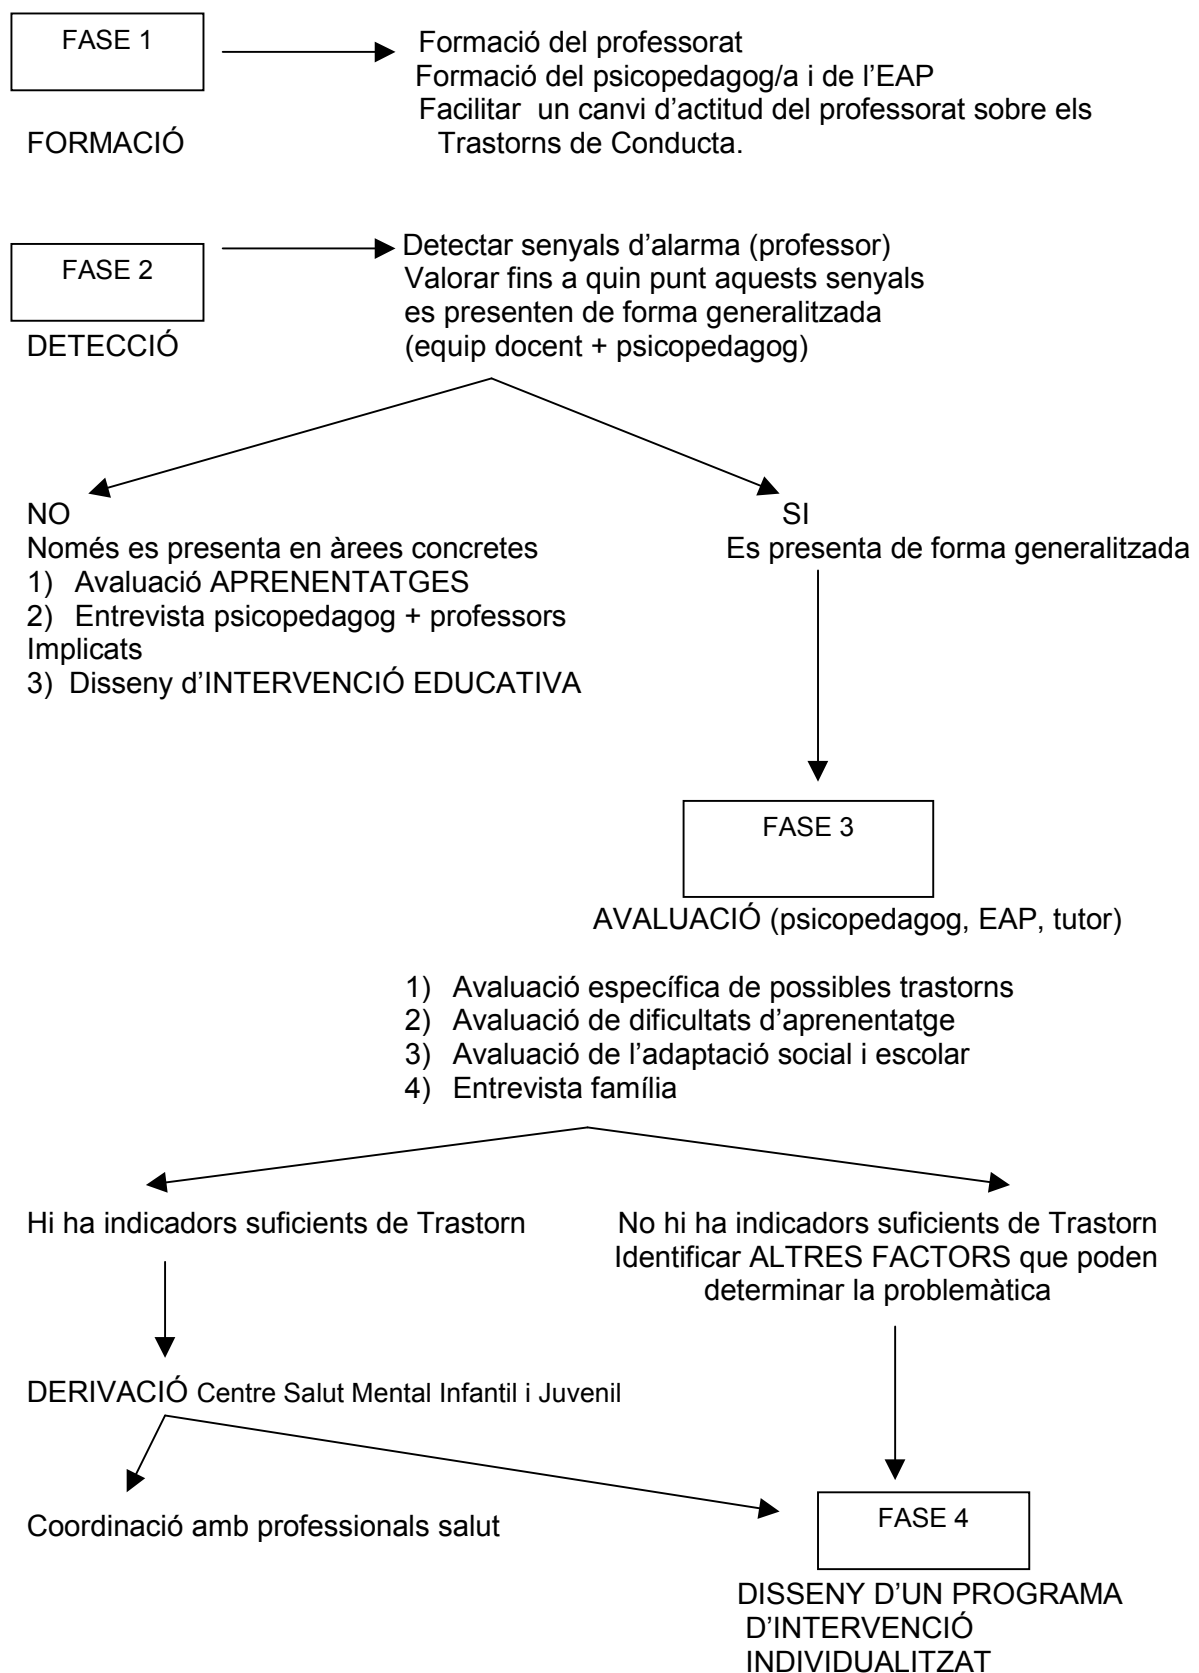 FASE 1
Formació del professorat
Formació del psicopedagog/a i de l’EAP
Facilitar un canvi d’actitud del professorat sobre els
FORMACIÓ
Trastorns de Conducta.
FASE 2
Detectar senyals d’alarma (professor)
Valorar fins a quin punt aquests senyals
es presenten de forma generalitzada
DETECCIÓ
(equip docent + psicopedagog)
NO
Només es presenta en àrees concretes
1) Avaluació APRENENTATGES
2) Entrevista psicopedagog + professors
Implicats
3) Disseny d’INTERVENCIÓ EDUCATIVA
SI
Es presenta de forma generalitzada
FASE 3
AVALUACIÓ (psicopedagog, EAP, tutor)
1) Avaluació específica de possibles trastorns
2) Avaluació de dificultats d’aprenentatge
3) Avaluació de l’adaptació social i escolar
4) Entrevista família
Hi ha indicadors suficients de Trastorn
No hi ha indicadors suficients de Trastorn
Identificar ALTRES FACTORS que poden
determinar la problemàtica
DERIVACIÓ Centre Salut Mental Infantil i Juvenil
Coordinació amb professionals salut
FASE 4
DISSENY D’UN PROGRAMA
D’INTERVENCIÓ
INDIVIDUALITZAT